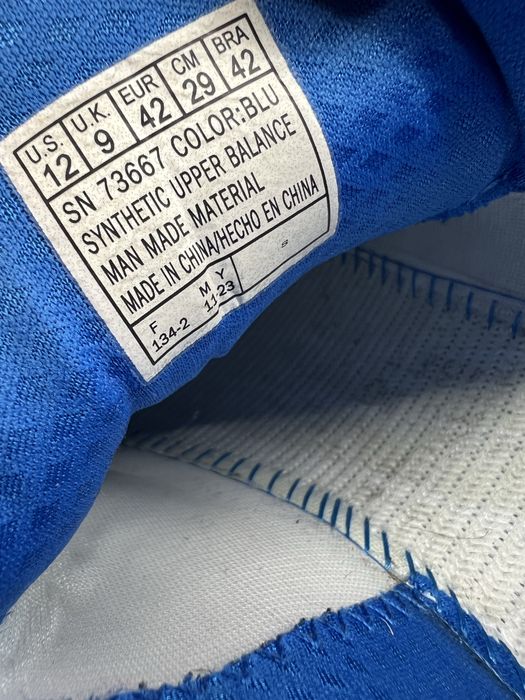 U.S. U.K. EUR CM BRA
12 9 42 29 42
SN 73667 COLOR:BLU
SYNTHETIC UPPER BALANCE
MAN MADE MATERIAL
MADE IN CHINA/HECHO EN CHINA
F M Y
134-2 11-23
S